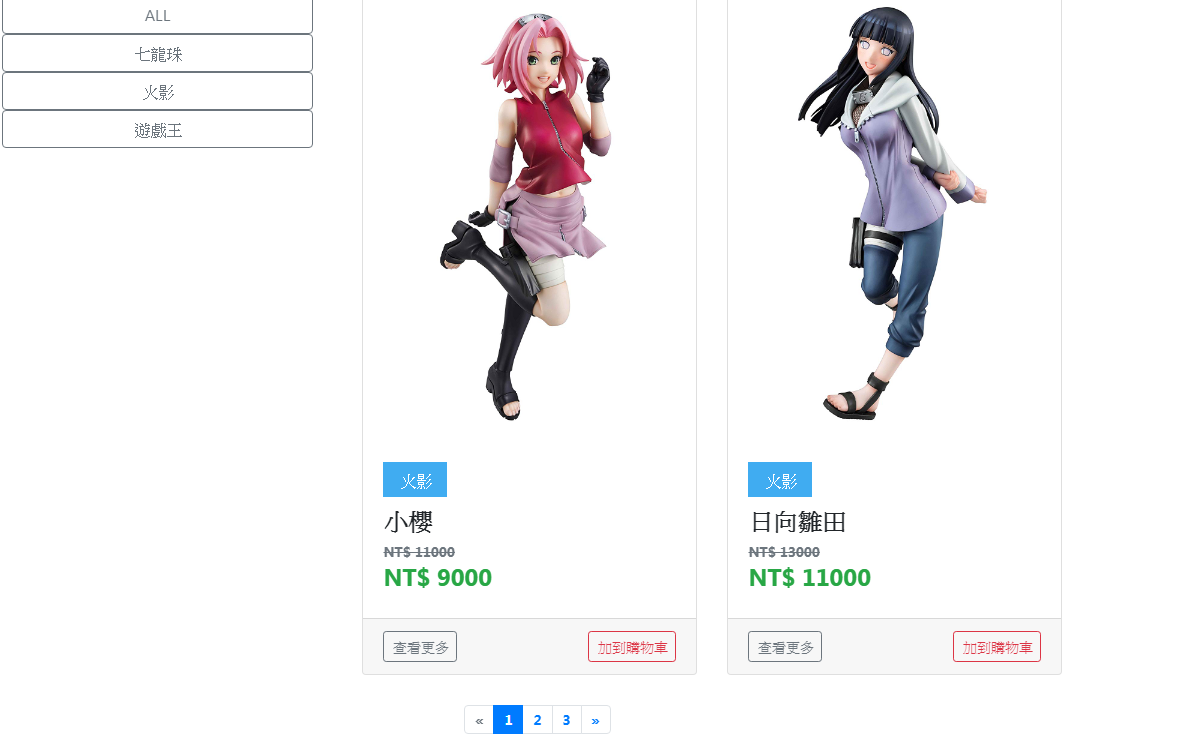 ALL
七龍珠
火影
遊戲王
火影
小櫻
NT$ 11000
NT$ 9000
查看更多 加到購物車
火影
日向雛田
NT$ 13000
NT$ 11000
查看更多 加到購物車
« 1 2 3 »